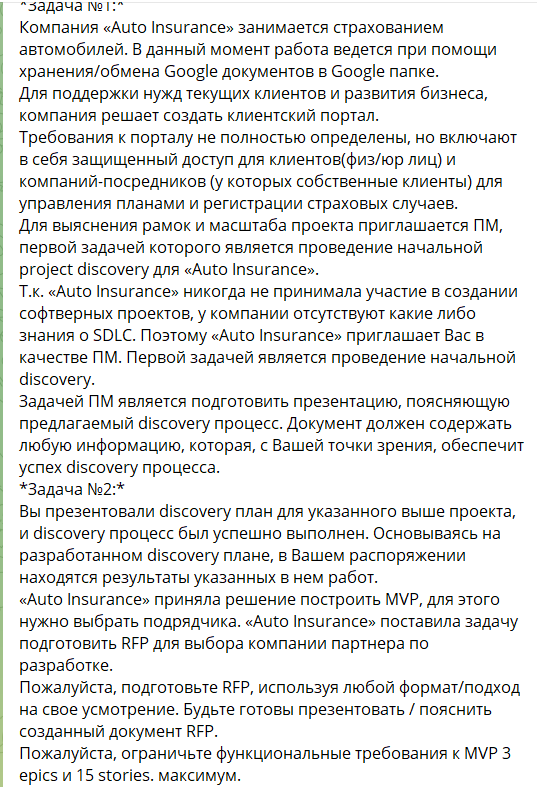 *Задача №1:*
Компания «Auto Insurance» занимается страхованием
автомобилей. В данный момент работа ведется при помощи
хранения/обмена Google документов в Google папке.
Для поддержки нужд текущих клиентов и развития бизнеса,
компания решает создать клиентский портал.
Требования к порталу не полностью определены, но включают
в себя защищенный доступ для клиентов(физ/юр лиц) и
компаний-посредников (у которых собственные клиенты) для
управления планами и регистрации страховых случаев.
Для выяснения рамок и масштаба проекта приглашается ПМ,
первой задачей которого является проведение начальной
project discovery для «Auto Insurance».
Т.к. «Auto Insurance» никогда не принимала участие в создании
софтверных проектов, у компании отсутствуют какие либо
знания о SDLC. Поэтому «Auto Insurance» приглашает Вас в
качестве ПМ. Первой задачей является проведение начальной
discovery.
Задачей ПМ является подготовить презентацию, поясняющую
предлагаемый discovery процесс. Документ должен содержать
любую информацию, которая, с Вашей точки зрения, обеспечит
успех discovery процесса.
*Задача №2:*
Вы презентовали discovery план для указанного выше проекта,
и discovery процесс был успешно выполнен. Основываясь на
разработанном discovery плане, в Вашем распоряжении
находятся результаты указанных в нем работ.
«Auto Insurance» приняла решение построить MVP, для этого
нужно выбрать подрядчика. «Auto Insurance» поставила задачу
подготовить RFP для выбора компании партнера по
разработке.
Пожалуйста, подготовьте RFP, используя любой формат/подход
на свое усмотрение. Будьте готовы презентовать / пояснить
созданный документ RFP.
Пожалуйста, ограничьте функциональные требования к MVP 3
epics и 15 stories. максимум.